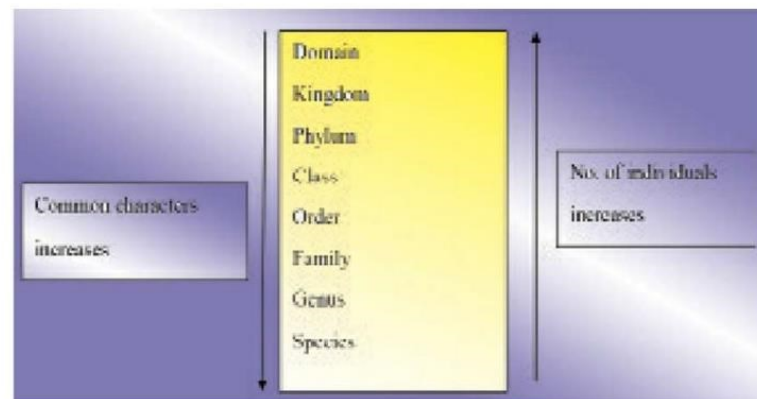 Domain
Kingdom
Phylum
Class
Order
Family
Genus
Species
Common characters
increases
No. of individuals
increases